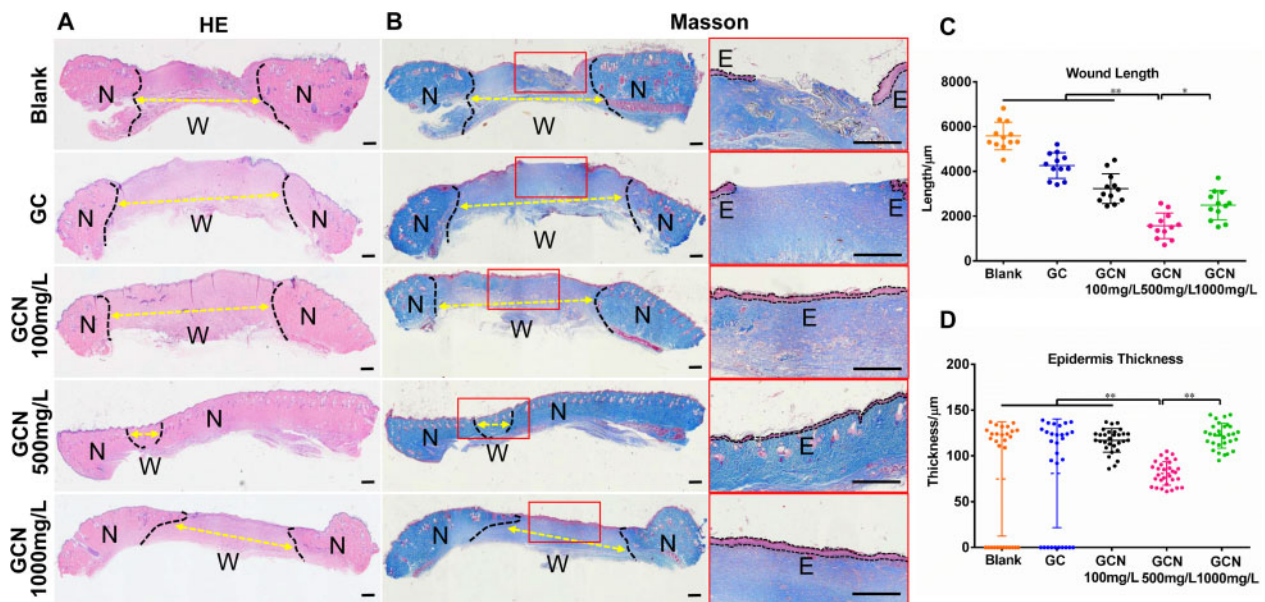 A
HE
B
Masson
Blank
N
W
N
N
W
N
E
E
GC
N
W
N
N
W
N
E
E
GCN
100mg/L
N
W
N
N
W
N
E
GCN
500mg/L
N
W
N
N
W
N
E
GCN
1000mg/L
N
W
N
N
W
N
E
C
Wound Length
**
*
Length/μm
8000
6000
4000
2000
0
Blank
GC
GCN
GCN
GCN
100mg/L 500mg/L 1000mg/L
D
Epidermis Thickness
**
**
Thickness/μm
200
150
100
50
0
Blank
GC
GCN
GCN
GCN
100mg/L 500mg/L 1000mg/L